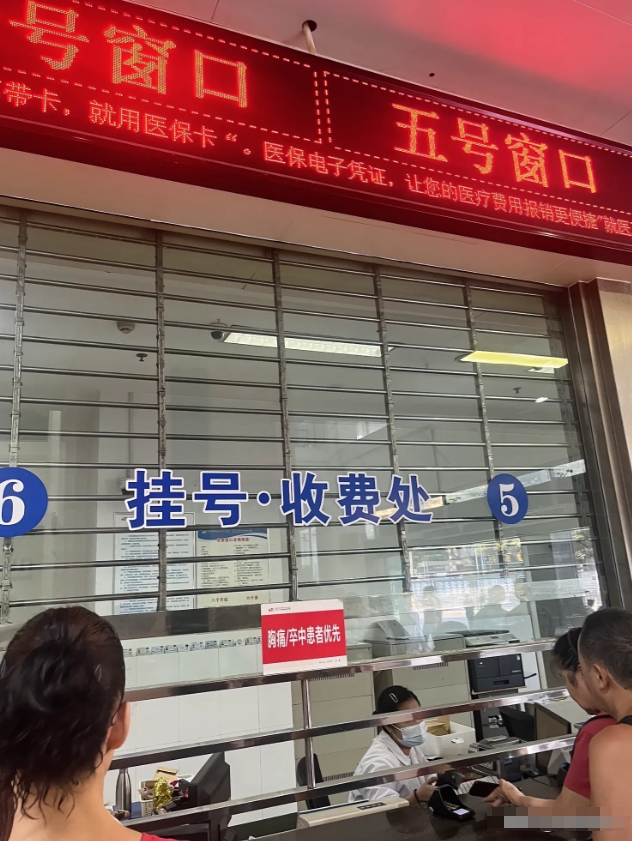 号窗口
五号窗口
带卡，就用医保卡“。医保电子凭证，让您的医疗费用报销更便捷”就医
6
挂号·收费处
5
胸痛/卒中患者优先